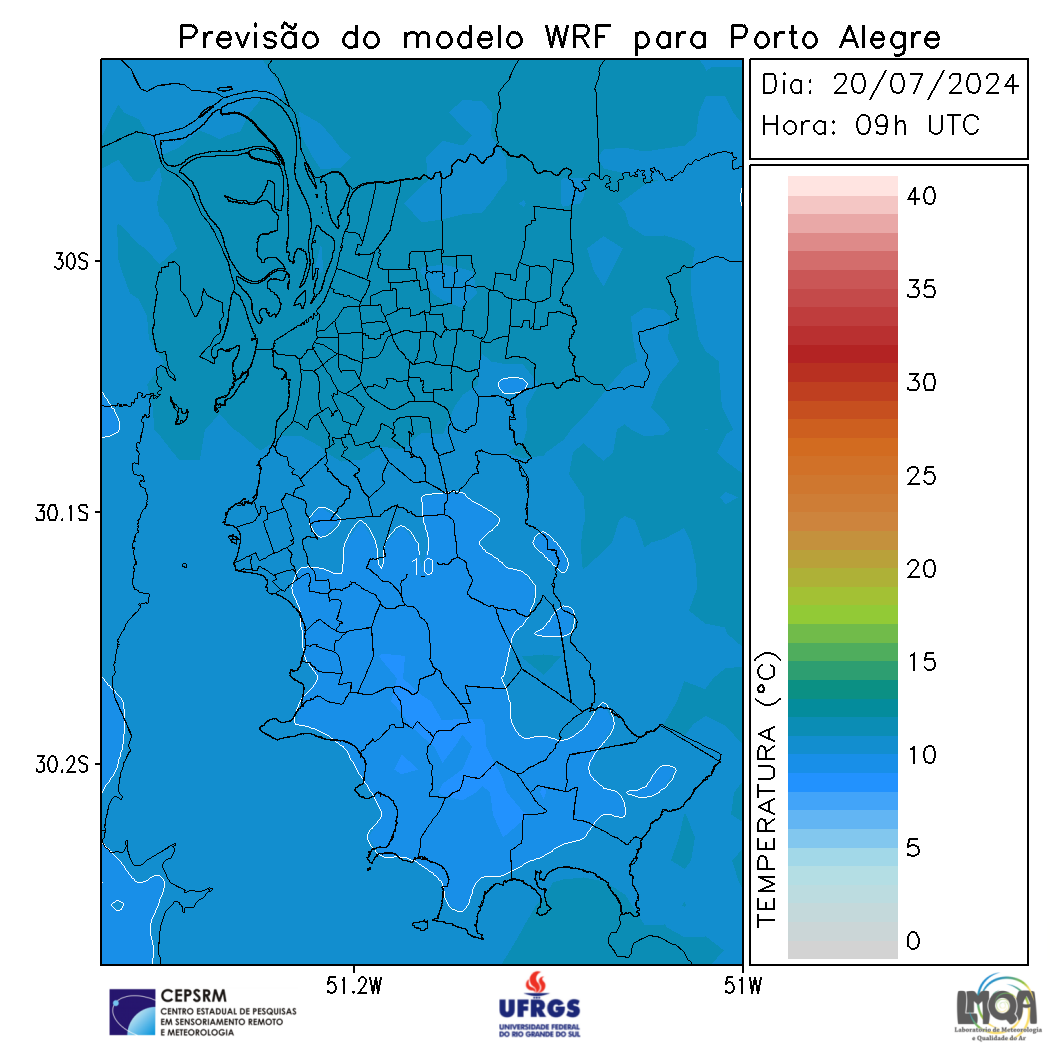 Previsão do modelo WRF para Porto Alegre
Dia: 20/07/2024
Hora: 09h UTC
30S
30.1S
30.2S
51.2W
51W
10
TEMPERATURA (°C)
40
35
30
25
20
15
10
5
0
CEPSRM
CENTRO ESTADUAL DE PESQUISAS
EM SENSORIAMENTO REMOTO
E METEOROLOGIA
UFRGS
UNIVERSIDADE FEDERAL
DO RIO GRANDE DO SUL
LMQA
Laboratório de Meteorologia
e Qualidade do Ar